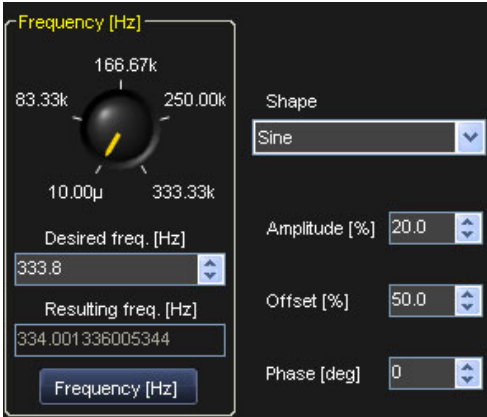 Frequency [Hz]
166.67k
83.33k
250.00k
10.00µ
333.33k
Desired freq. [Hz]
333.8
Resulting freq. [Hz]
334.001336005344
Frequency [Hz]
Shape
Sine
Amplitude [%]
20.0
Offset [%]
50.0
Phase [deg]
0